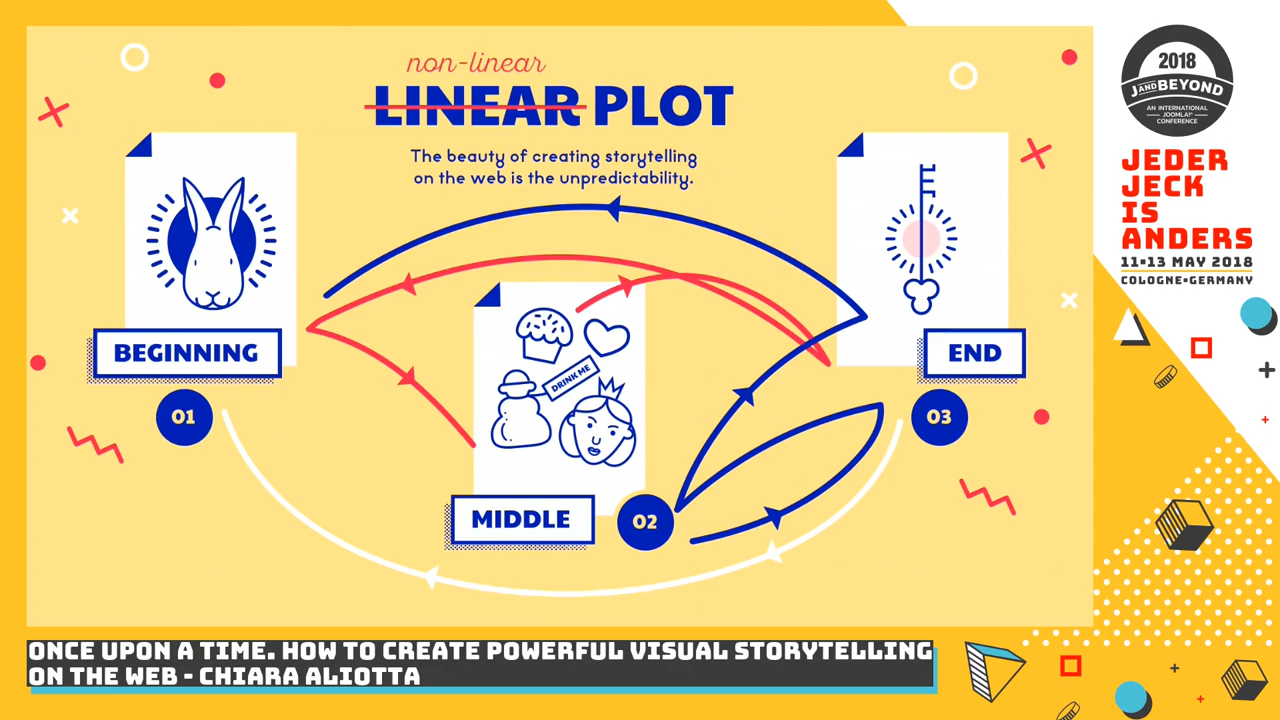 non-linear
LINEAR PLOT
The beauty of creating storytelling
on the web is the unpredictability.
BEGINNING
01
DRINK ME
MIDDLE
02
END
03
2018
JANDBEYOND
AN INTERNATIONAL
JOOMLA!
CONFERENCE
JEDER
JECK
IS
ANDERS
11-13 MAY 2018
COLOGNE-GERMANY
ONCE UPON A TIME. HOW TO CREATE POWERFUL VISUAL STORYTELLING
ON THE WEB - CHIARA ALIOTTA